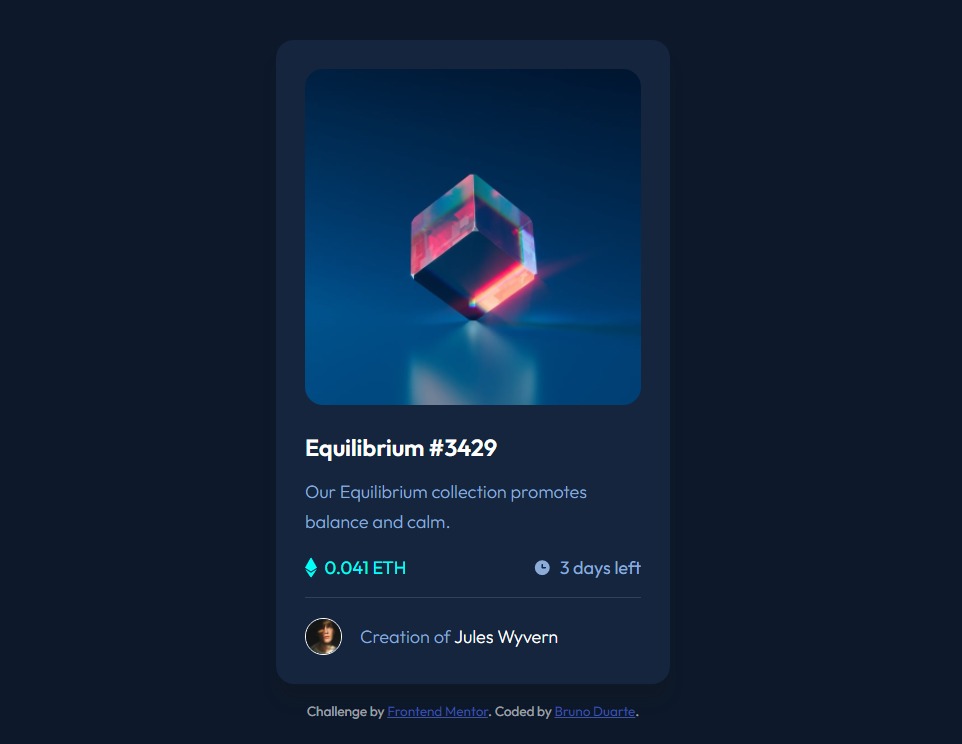 Equilibrium #3429
Our Equilibrium collection promotes
balance and calm.
0.041 ETH
3 days left
Creation of Jules Wyvern
Challenge by Frontend Mentor. Coded by Bruno Duarte.